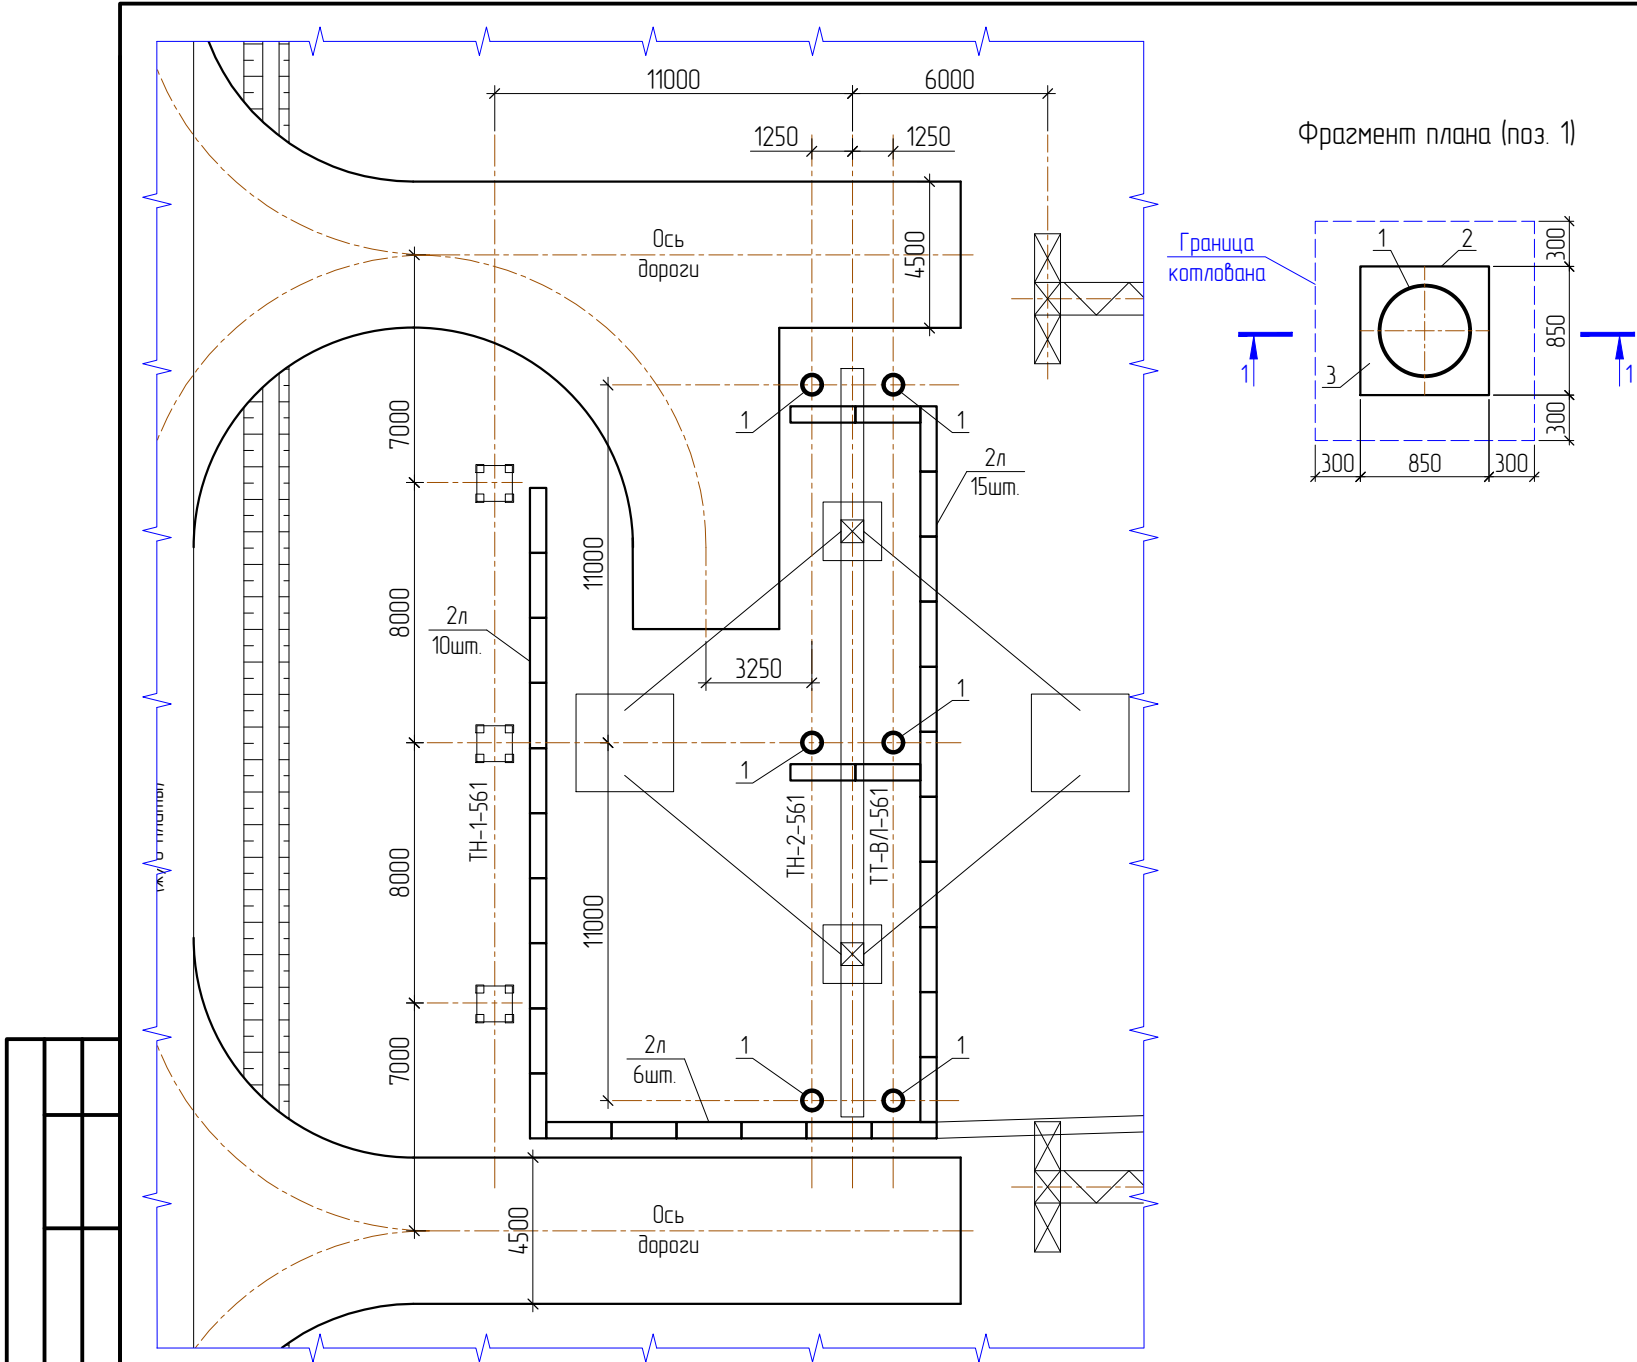 11000
6000
1250
1250
Фрагмент плана (поз. 1)
Ось
дороги
4500
Граница
котлована
1
2
300
850
300
3
1
1
300
850
300
7000
1
1
2л
15шт.
11000
8000
2л
10шт.
3250
1
1
ТН-1-561
ТН-2-561
ТТ-ВЛ-561
8000
11000
7000
2л
6шт.
1
1
4500
Ось
дороги